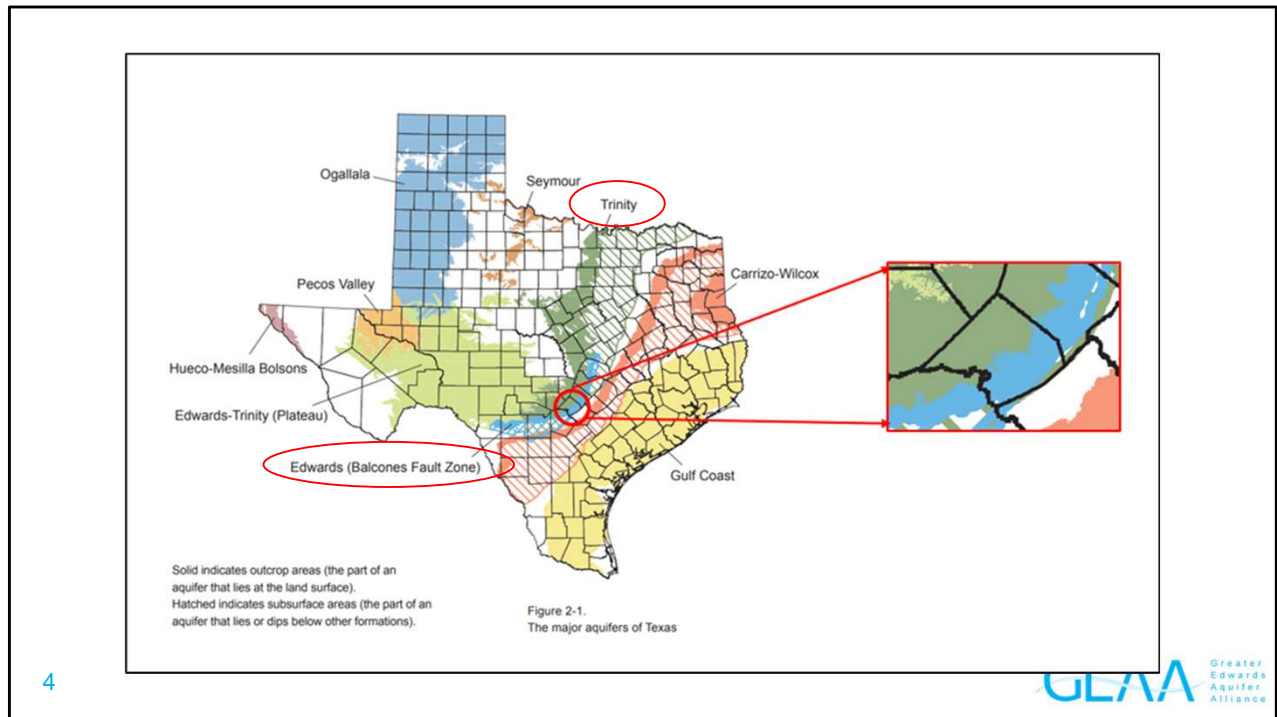 Ogallala
Seymour
Trinity
Carrizo-Wilcox
Pecos Valley
Hueco-Mesilla Bolsons
Edwards-Trinity (Plateau)
Edwards (Balcones Fault Zone)
Gulf Coast
Solid indicates outcrop areas (the part of an
aquifer that lies at the land surface).
Hatched indicates subsurface areas (the part of an
aquifer that lies or dips below other formations).
Figure 2-1.
The major aquifers of Texas
4
GEAA
Greater
Edwards
Aquifer
Alliance